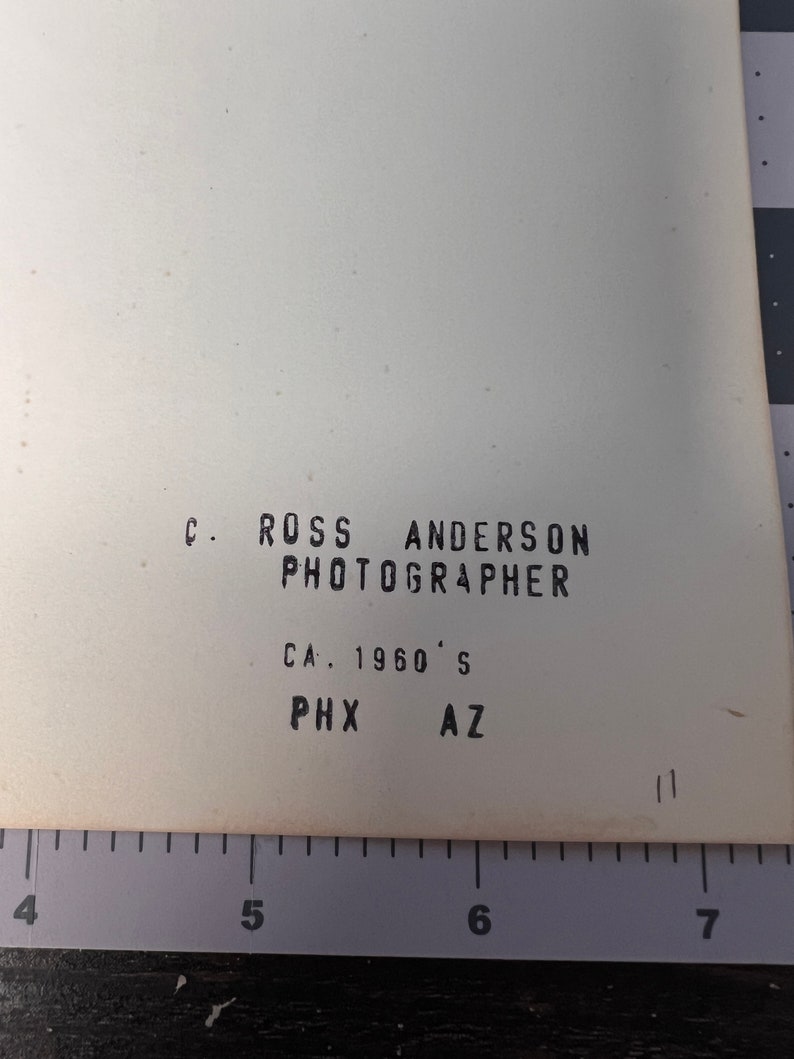 C. ROSS ANDERSON
PHOTOGRAPHER
CA. 1960'S
PHX AZ
11
4 5 6 7